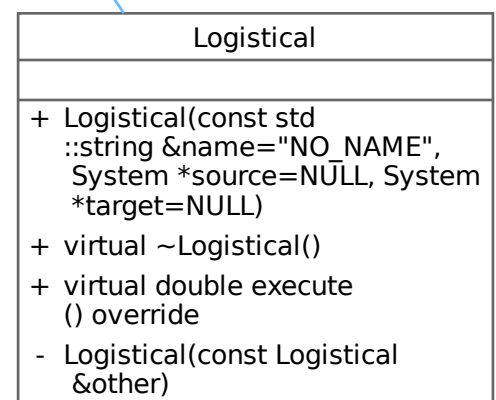 Logistical
+ Logistical(const std
::string &name="NO_NAME",
System *source=NULL, System
*target=NULL)
+ virtual ~Logistical()
+ virtual double execute
() override
- Logistical(const Logistical
&other)